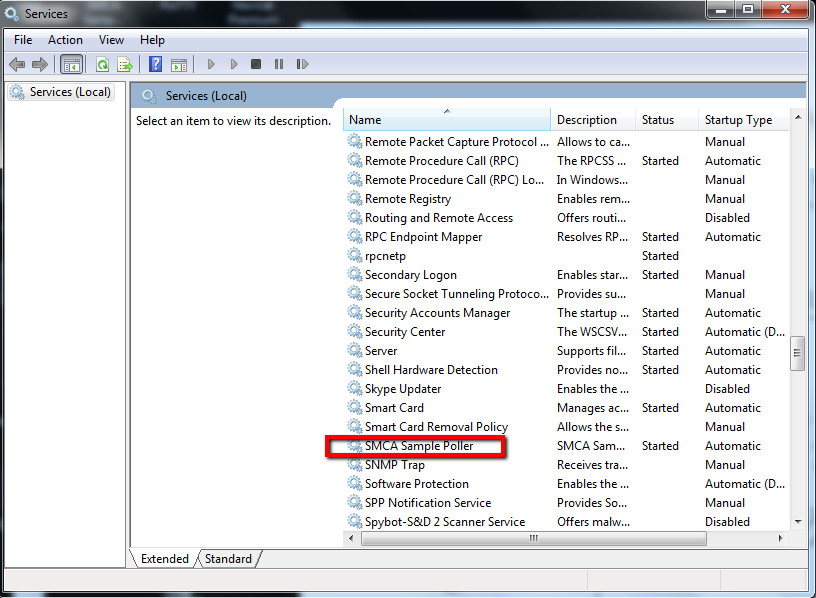 Services
File Action View Help
Services (Local)
Services (Local)
Select an item to view its description.
Name Description Status Startup Type
Remote Packet Capture Protocol ... Allows to ca... Manual
Remote Procedure Call (RPC) The RPCSS ... Started Automatic
Remote Procedure Call (RPC) Lo... In Windows... Manual
Remote Registry Enables rem... Manual
Routing and Remote Access Offers routi... Disabled
RPC Endpoint Mapper Resolves RP... Started Automatic
rpcnetp Started
Secondary Logon Enables star... Started Manual
Secure Socket Tunneling Protoco... Provides su... Manual
Security Accounts Manager The startup ... Started Automatic
Security Center The WSCSV... Started Automatic (D...
Server Supports fil... Started Automatic
Shell Hardware Detection Provides no... Started Automatic
Skype Updater Enables the ... Disabled
Smart Card Manages ac... Started Automatic
Smart Card Removal Policy Allows the s... Manual
SMCA Sample Poller SMCA Sam... Started Automatic
SNMP Trap Receives tra... Manual
Software Protection Enables the ... Automatic (D...
SPP Notification Service Provides So... Manual
Spybot-S&D 2 Scanner Service Offers malw... Disabled
Extended Standard